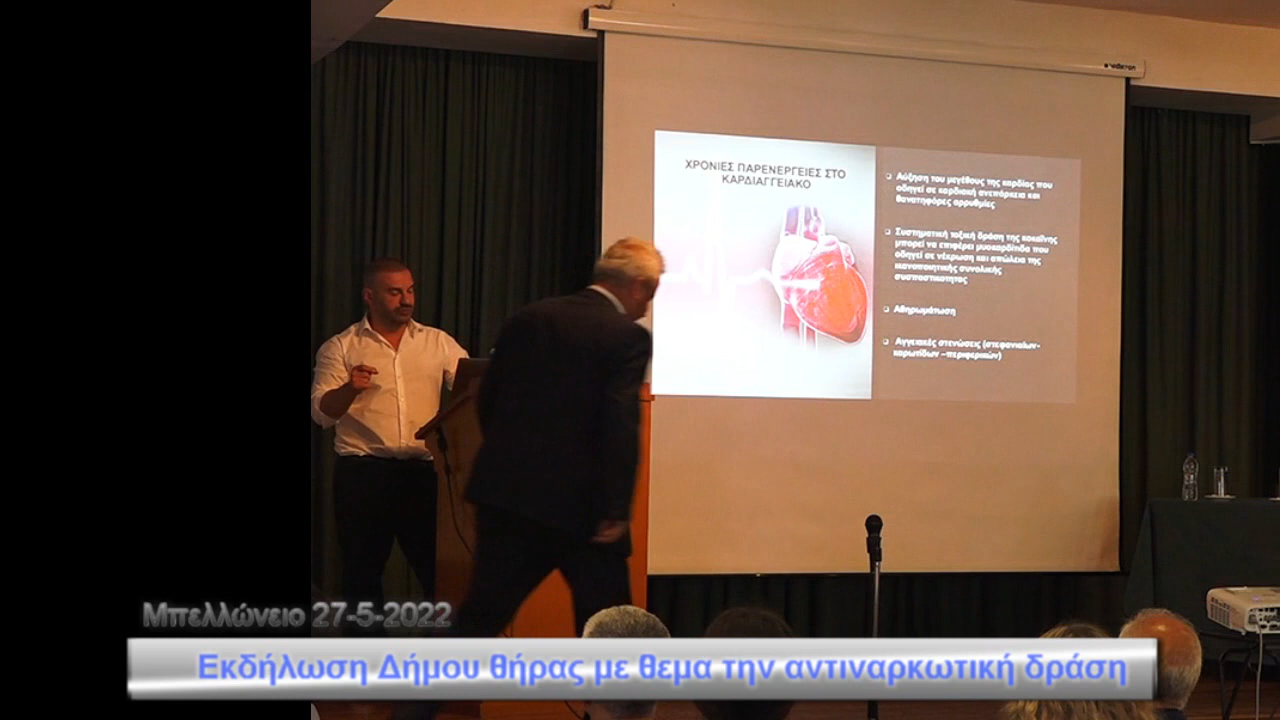 ΧΡΟΝΙΕΣ ΠΑΡΕΝΕΡΓΕΙΕΣ ΣΤΟ
ΚΑΡΔΙΑΓΓΕΙΑΚΟ
Αύξηση του μεγέθους της καρδίας που
οδηγεί σε καρδιακή ανεπάρκεια και
θανατηφόρες αρρυθμίες
Συστηματική τοξική δράση της κοκαΐνης
μπορεί να επιφέρει μυοκαρδίτιδα που
οδηγεί σε νέκρωση και απώλεια της
ικανοποιητικής συνολικής
συσπαστικότητας
Αθηρωμάτωση
Αγγειακές στενώσεις (στεφανιαίων-
καρωτίδων –περιφερικών)
Μπελλώνειο 27-5-2022
Εκδήλωση Δήμου θήρας με θεμα την αντιναρκωτική δράση